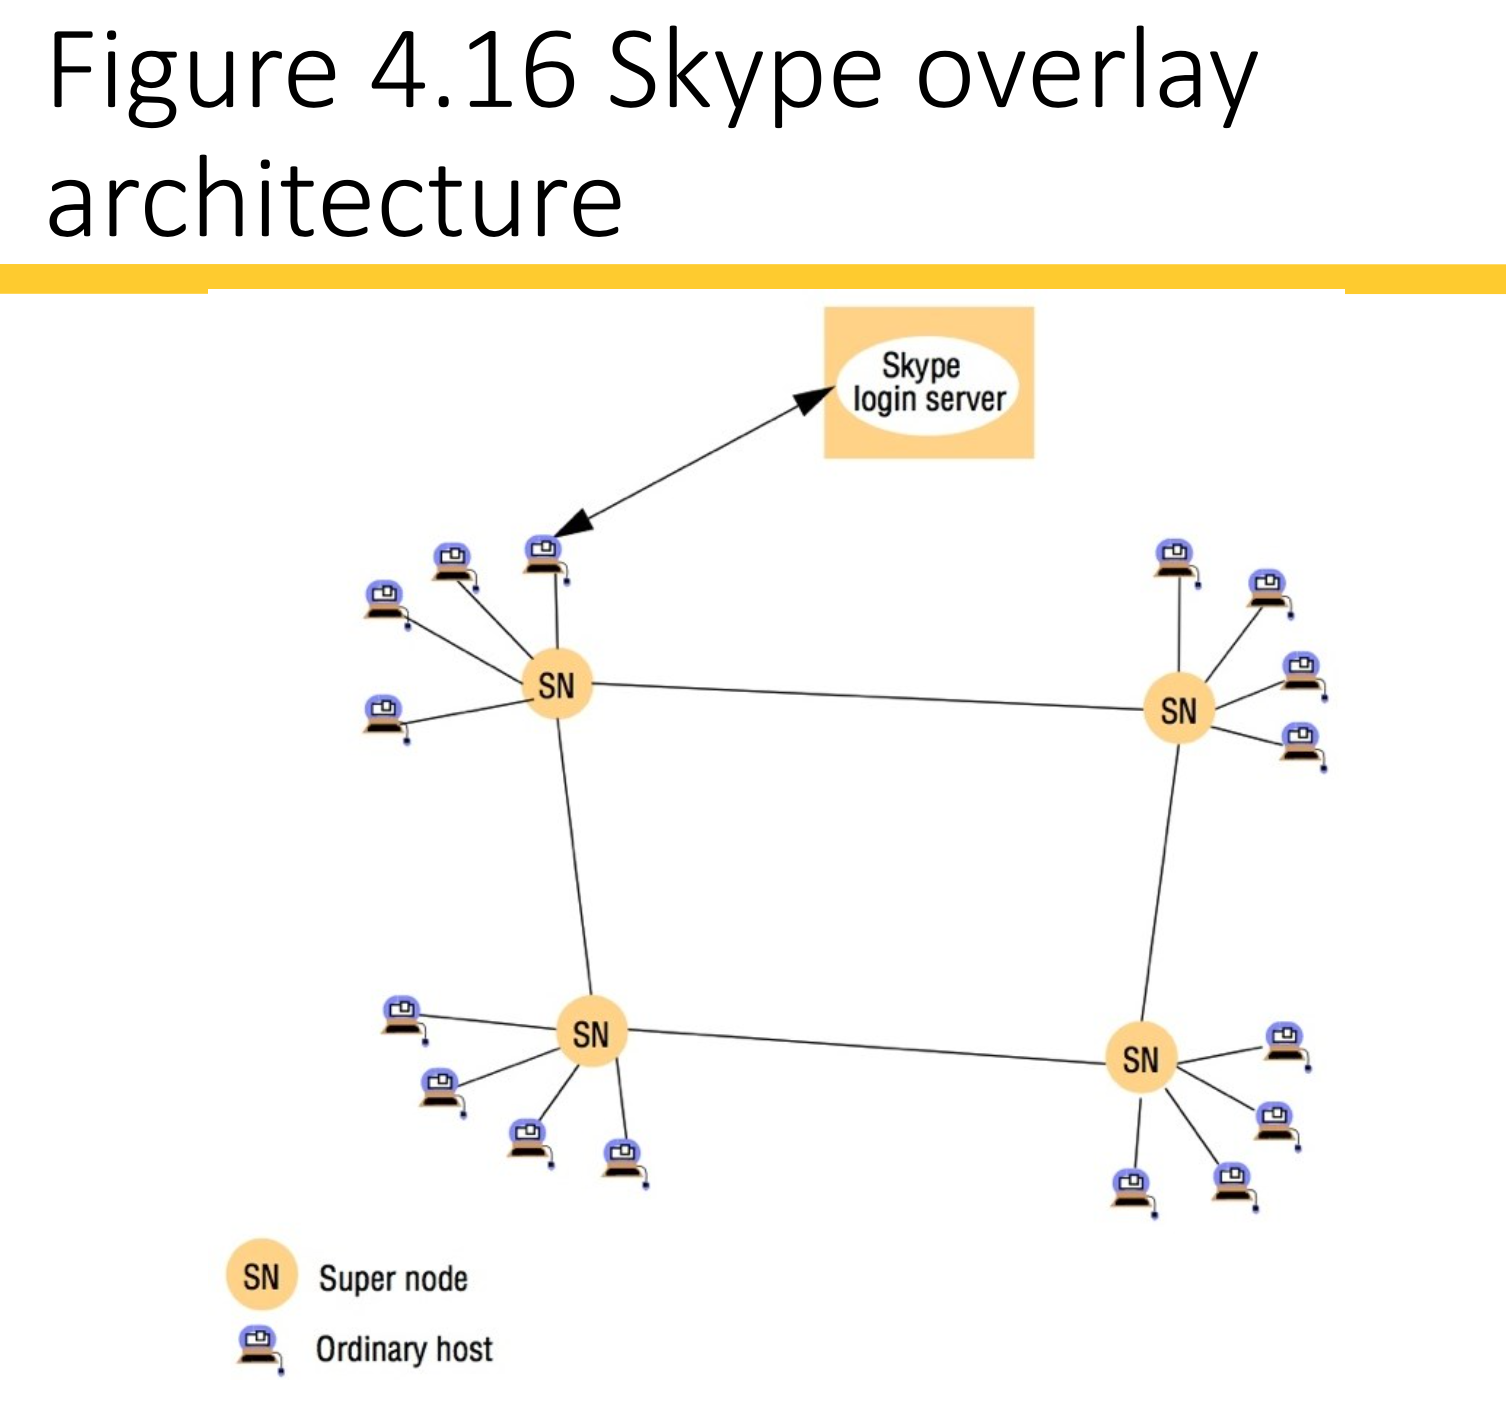 Figure 4.16 Skype overlay
architecture
Skype
login server
SN
SN
SN
SN
SN
Super node
Ordinary host